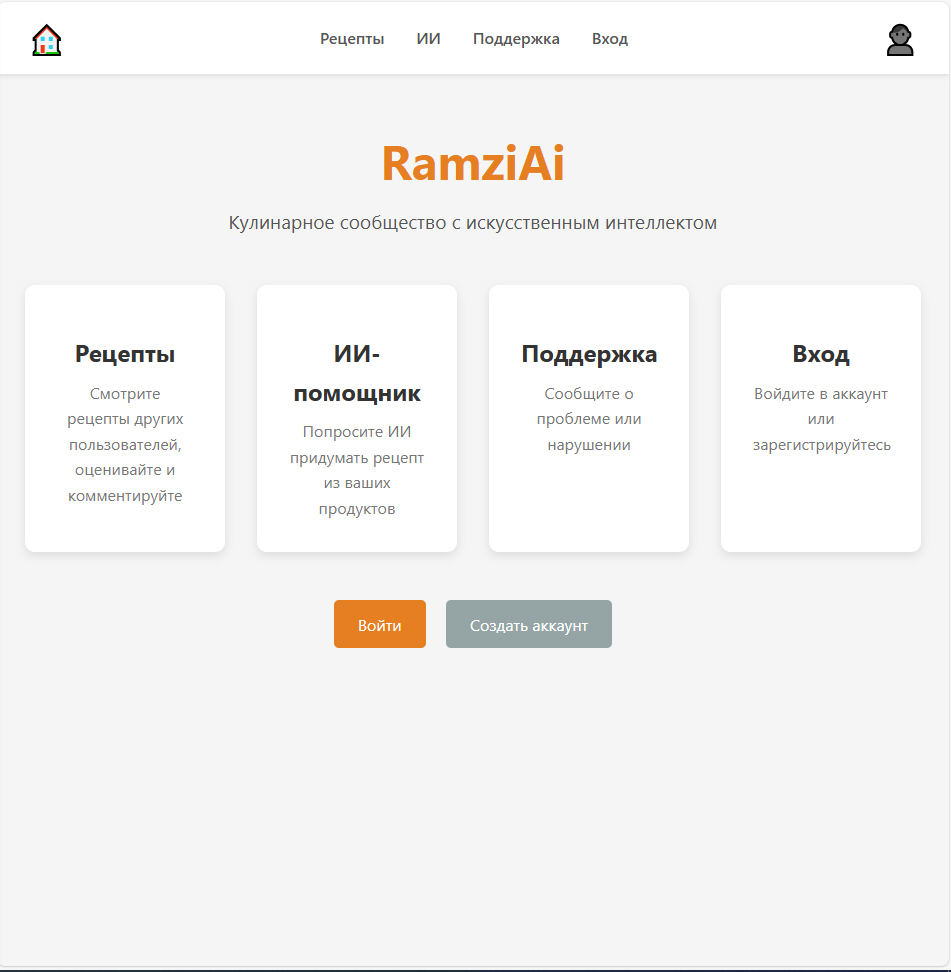 Рецепты ИИ Поддержка Вход
RamziAi
Кулинарное сообщество с искусственным интеллектом
Рецепты
Смотрите
рецепты других
пользователей,
оценивайте и
комментируйте
ИИ-
помощник
Попросите ИИ
придумать рецепт
из ваших
продуктов
Поддержка
Сообщите о
проблеме или
нарушении
Вход
Войдите в аккаунт
или
зарегистрируйтесь
Войти
Создать аккаунт